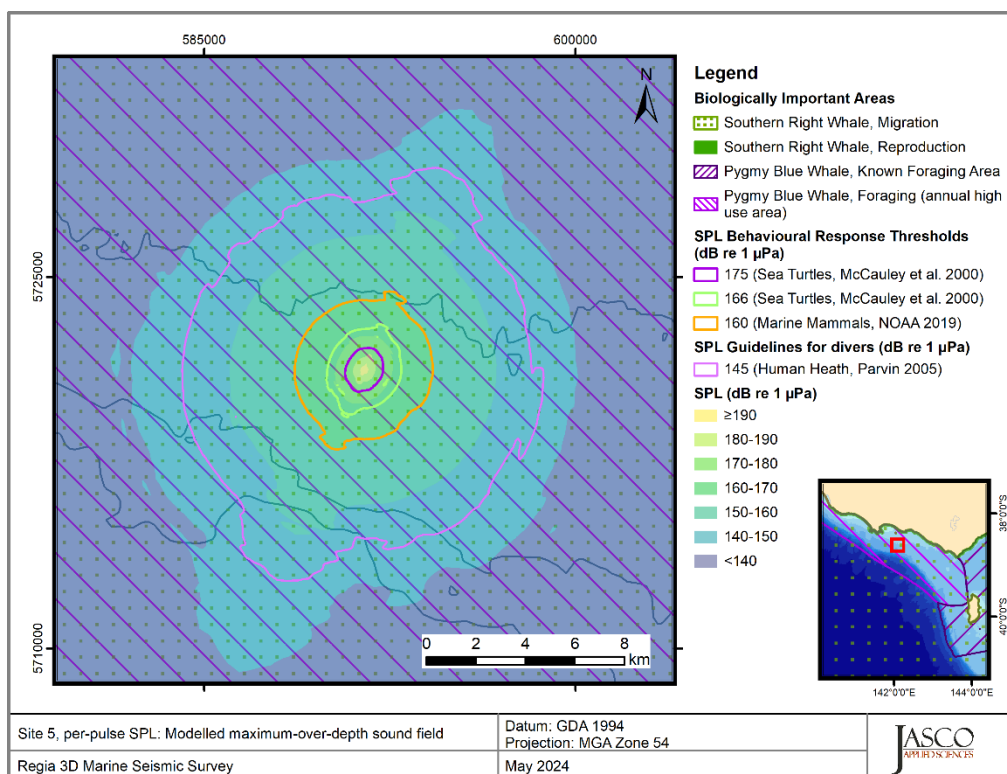 585000
600000
5725000
5710000
N
0 2 4 6 8
km
Legend
Biologically Important Areas
Southern Right Whale, Migration
Southern Right Whale, Reproduction
Pygmy Blue Whale, Known Foraging Area
Pygmy Blue Whale, Foraging (annual high
use area)
SPL Behavioural Response Thresholds
(dB re 1 µPa)
175 (Sea Turtles, McCauley et al. 2000)
166 (Sea Turtles, McCauley et al. 2000)
160 (Marine Mammals, NOAA 2019)
SPL Guidelines for divers (dB re 1 µPa)
145 (Human Heath, Parvin 2005)
SPL (dB re 1 µPa)
≥190
180-190
170-180
160-170
150-160
140-150
<140
38°0'0"S
40°0'0"S
142°0'0"E 144°0'0"E
Site 5, per-pulse SPL: Modelled maximum-over-depth sound field
Datum: GDA 1994
Projection: MGA Zone 54
Regia 3D Marine Seismic Survey
May 2024
JASCO
APPLIED SCIENCES